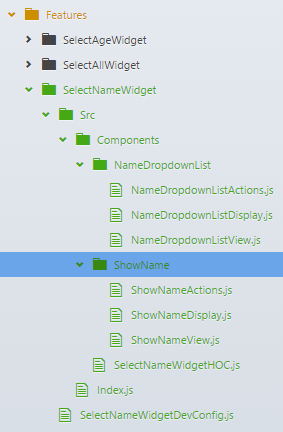 Features
SelectAgeWidget
SelectAllWidget
SelectNameWidget
Src
Components
NameDropdownList
NameDropdownListActions.js
NameDropdownListDisplay.js
NameDropdownListView.js
ShowName
ShowNameActions.js
ShowNameDisplay.js
ShowNameView.js
SelectNameWidgetHOC.js
Index.js
SelectNameWidgetDevConfig.js